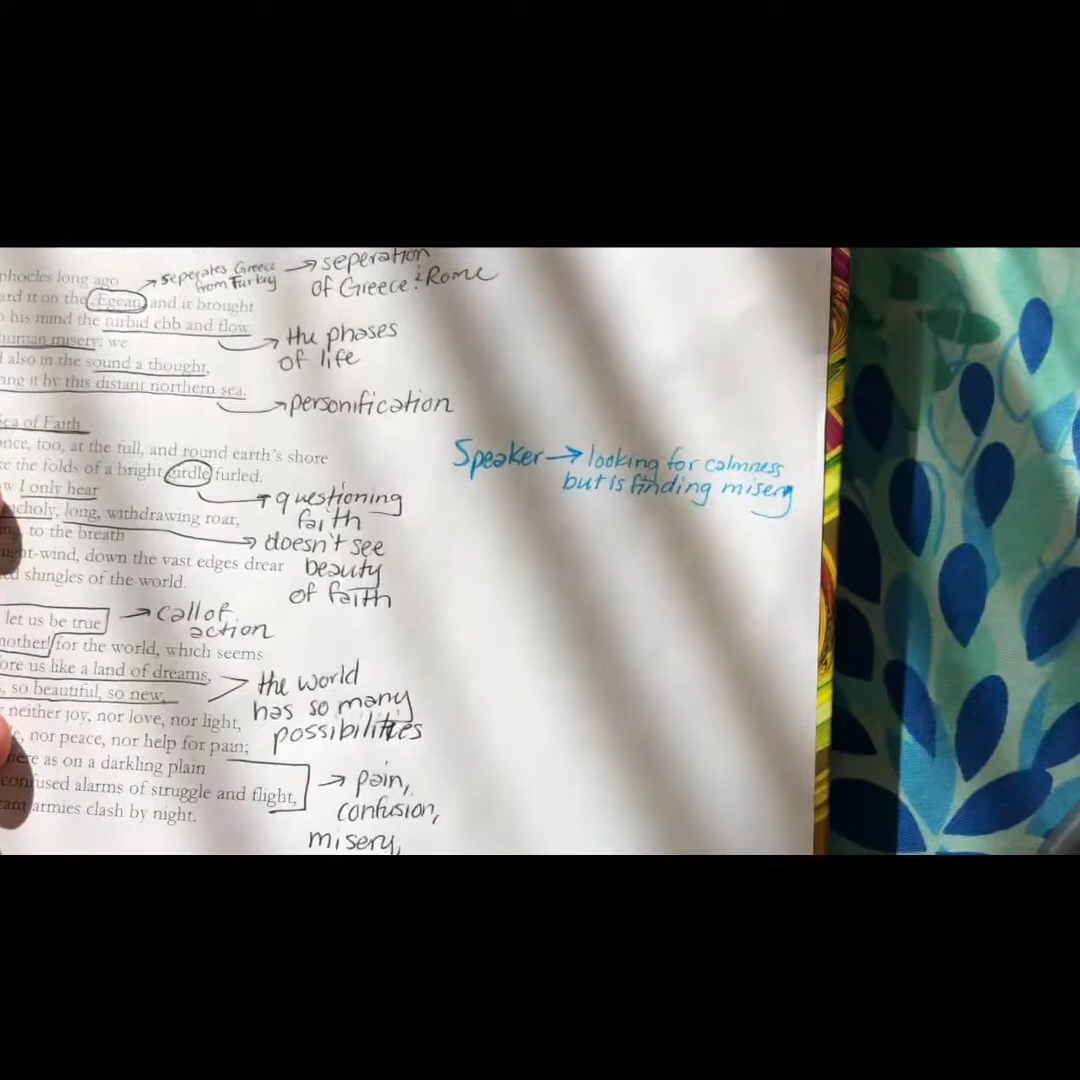 phocles long ago → seperates Greece from Turkey → seperation of Greece & Rome
ard it on the Egean, and it brought
his mind the turbid ebb and flow → the phases of life
human misery; we
also in the sound a thought,
ing it by this distant northern sea. → personification
Sea of Faith
once, too, at the full, and round earth's shore
e the folds of a bright girdle furled.
w I only hear → questioning faith
choly, long, withdrawing roar, → doesn't see beauty of faith
to the breath
ht-wind, down the vast edges drear
ed shingles of the world.
Speaker → looking for calmness
but is finding misery
let us be true → call of action
nother! for the world, which seems
ore us like a land of dreams, → the world has so many possibilities
, so beautiful, so new,
neither joy, nor love, nor light,
e, nor peace, nor help for pain;
here as on a darkling plain
confused alarms of struggle and flight, → pain, confusion, misery,
rant armies clash by night.